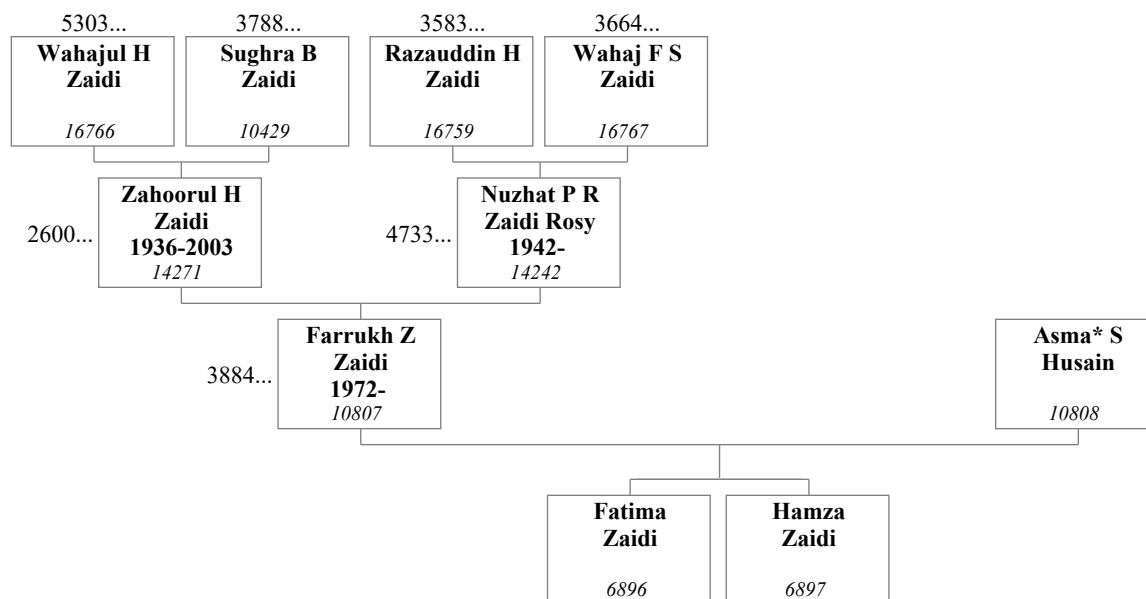 5303...
3788...
3583...
3664...
Wahajul H
Zaidi
16766
Sughra B
Zaidi
10429
Razauddin H
Zaidi
16759
Wahaj F S
Zaidi
16767
2600...
Zahoorul H
Zaidi
1936-2003
14271
4733...
Nuzhat P R
Zaidi Rosy
1942-
14242
3884...
Farrukh Z
Zaidi
1972-
10807
Asma* S
Husain
10808
Fatima
Zaidi
6896
Hamza
Zaidi
6897